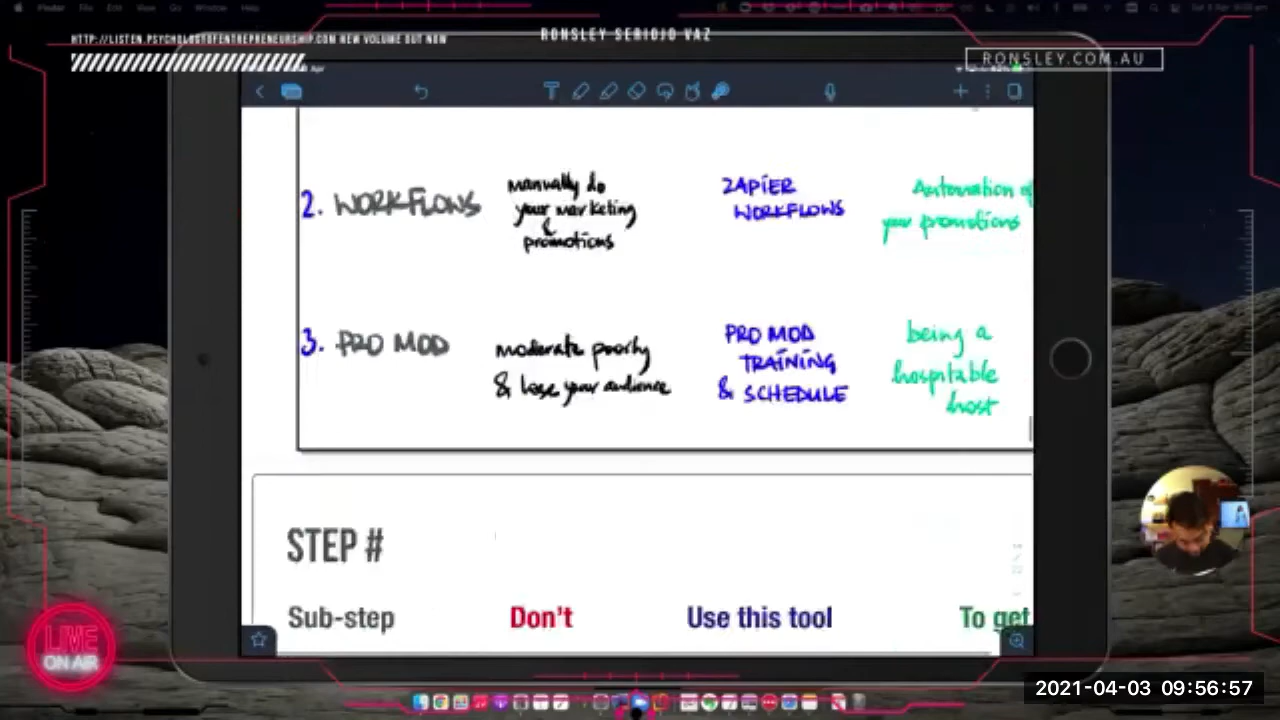 HTTP://LISTEN.PSYCHOLOGYOFENTREPRENEURSHIP.COM NEW VOLUME OUT NOW
RONSLEY SERIOJO VAZ
RONSLEY.COM.AU
2. WORKFLOWS
manually do
your marketing
&
promotions
ZAPIER
WORKFLOWS
Automation of
your promotions
3. PRO MOD
moderate poorly
& lose your audience
PRO MOD
TRAINING
& SCHEDULE
being a
hospitable
host
STEP #
Sub-step
Don't
Use this tool
To get
LIVE
ON AIR
2021-04-03 09:56:57